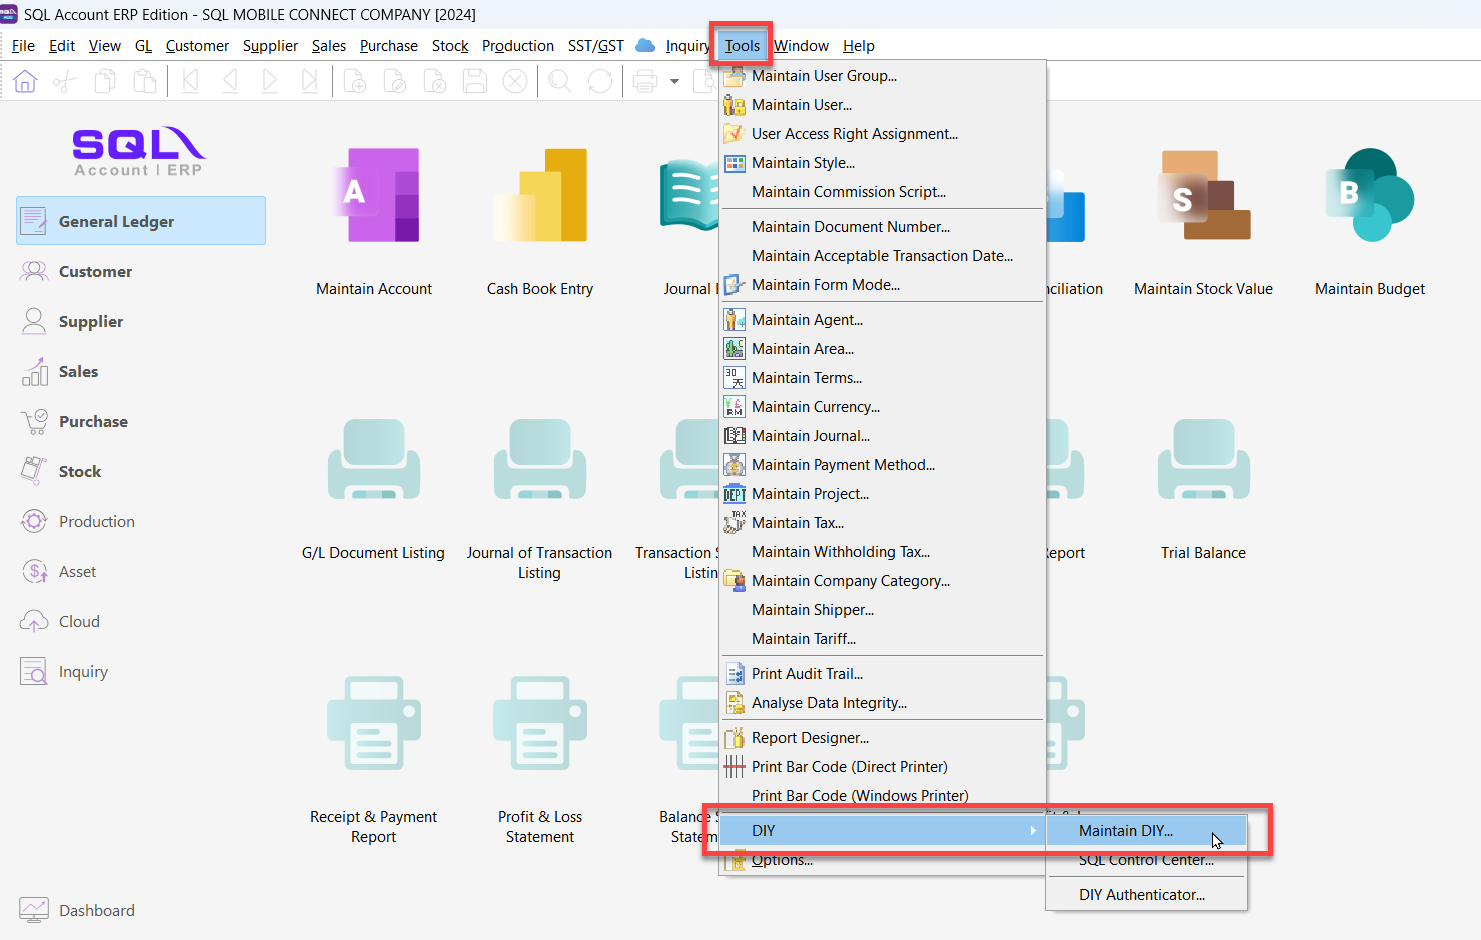 SQL Account ERP Edition - SQL MOBILE CONNECT COMPANY [2024]
File Edit View GL Customer Supplier Sales Purchase Stock Production SST/GST Inquiry Tools Window Help
SQL
Account | ERP
General Ledger
Customer
Supplier
Sales
Purchase
Stock
Production
Asset
Cloud
Inquiry
Dashboard
A
S
B
Maintain Account
Cash Book Entry
Journal
Maintain Stock Value
Maintain Budget
G/L Document Listing
Journal of Transaction
Listing
Transaction
Trial Balance
Receipt & Payment
Report
Profit & Loss
Statement
Balance
Maintain User Group...
Maintain User...
User Access Right Assignment...
Maintain Style...
Maintain Commission Script...
Maintain Document Number...
Maintain Acceptable Transaction Date...
Maintain Form Mode...
Maintain Agent...
Maintain Area...
30
Maintain Terms...
RM
Maintain Currency...
Maintain Journal...
Maintain Payment Method...
DEPT
Maintain Project...
TAX
Maintain Tax...
Maintain Withholding Tax...
Maintain Company Category...
Maintain Shipper...
Maintain Tariff...
Print Audit Trail...
Analyse Data Integrity...
Report Designer...
Print Bar Code (Direct Printer)
Print Bar Code (Windows Printer)
DIY
Options...
Maintain DIY...
SQL Control Center...
DIY Authenticator...